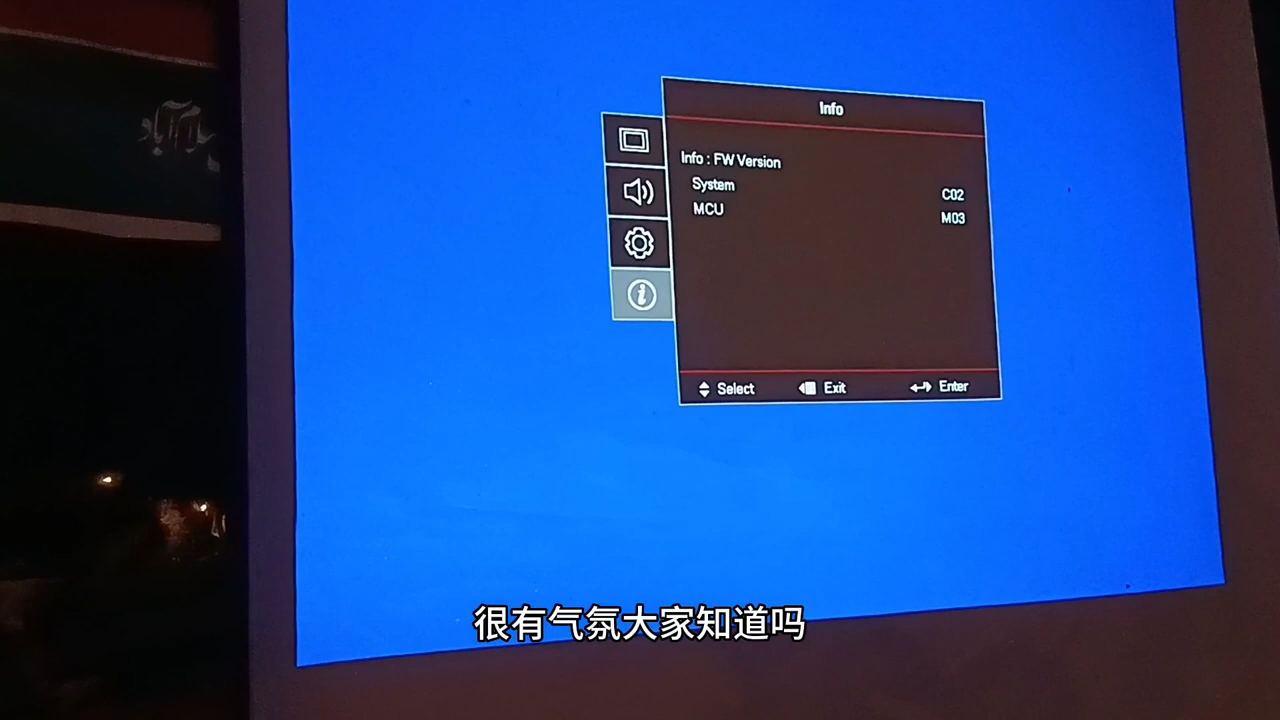 Info
Info : FW Version
System C02
MCU M03
Select Exit Enter
很有气氛大家知道吗